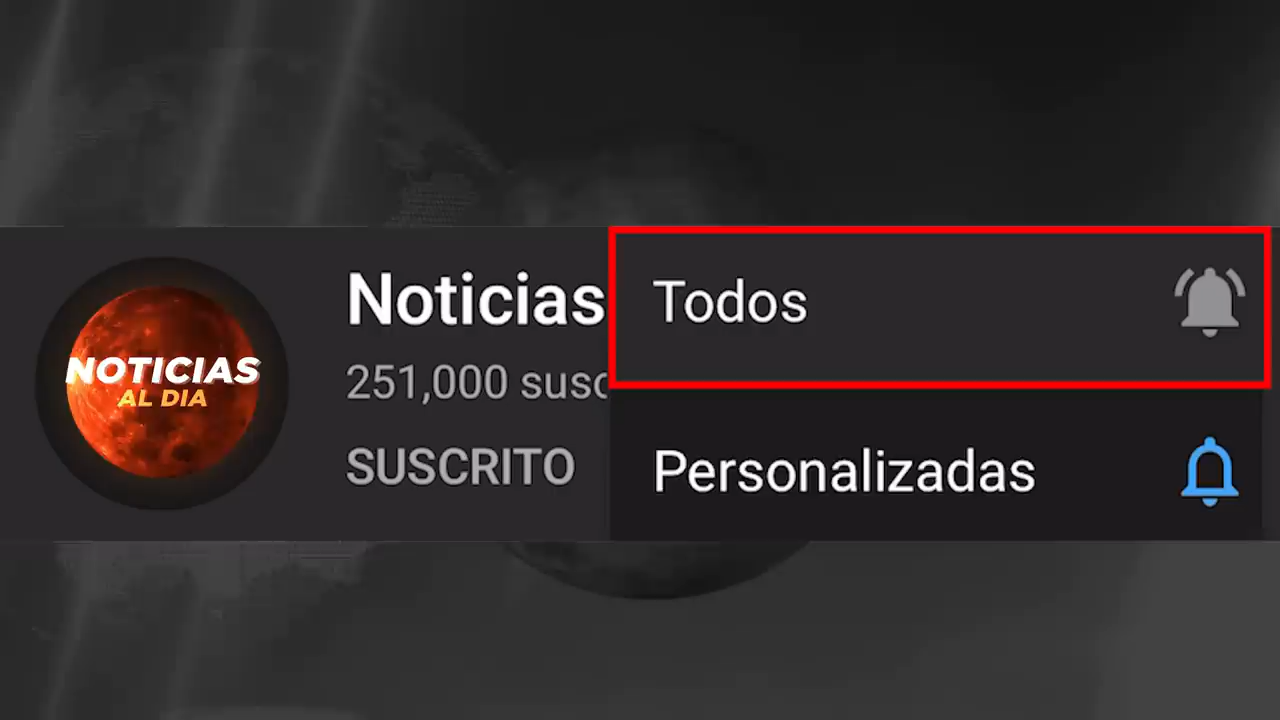 NOTICIAS
AL DIA
Noticias
251,000 susc
SUSCRITO
Todos
Personalizadas